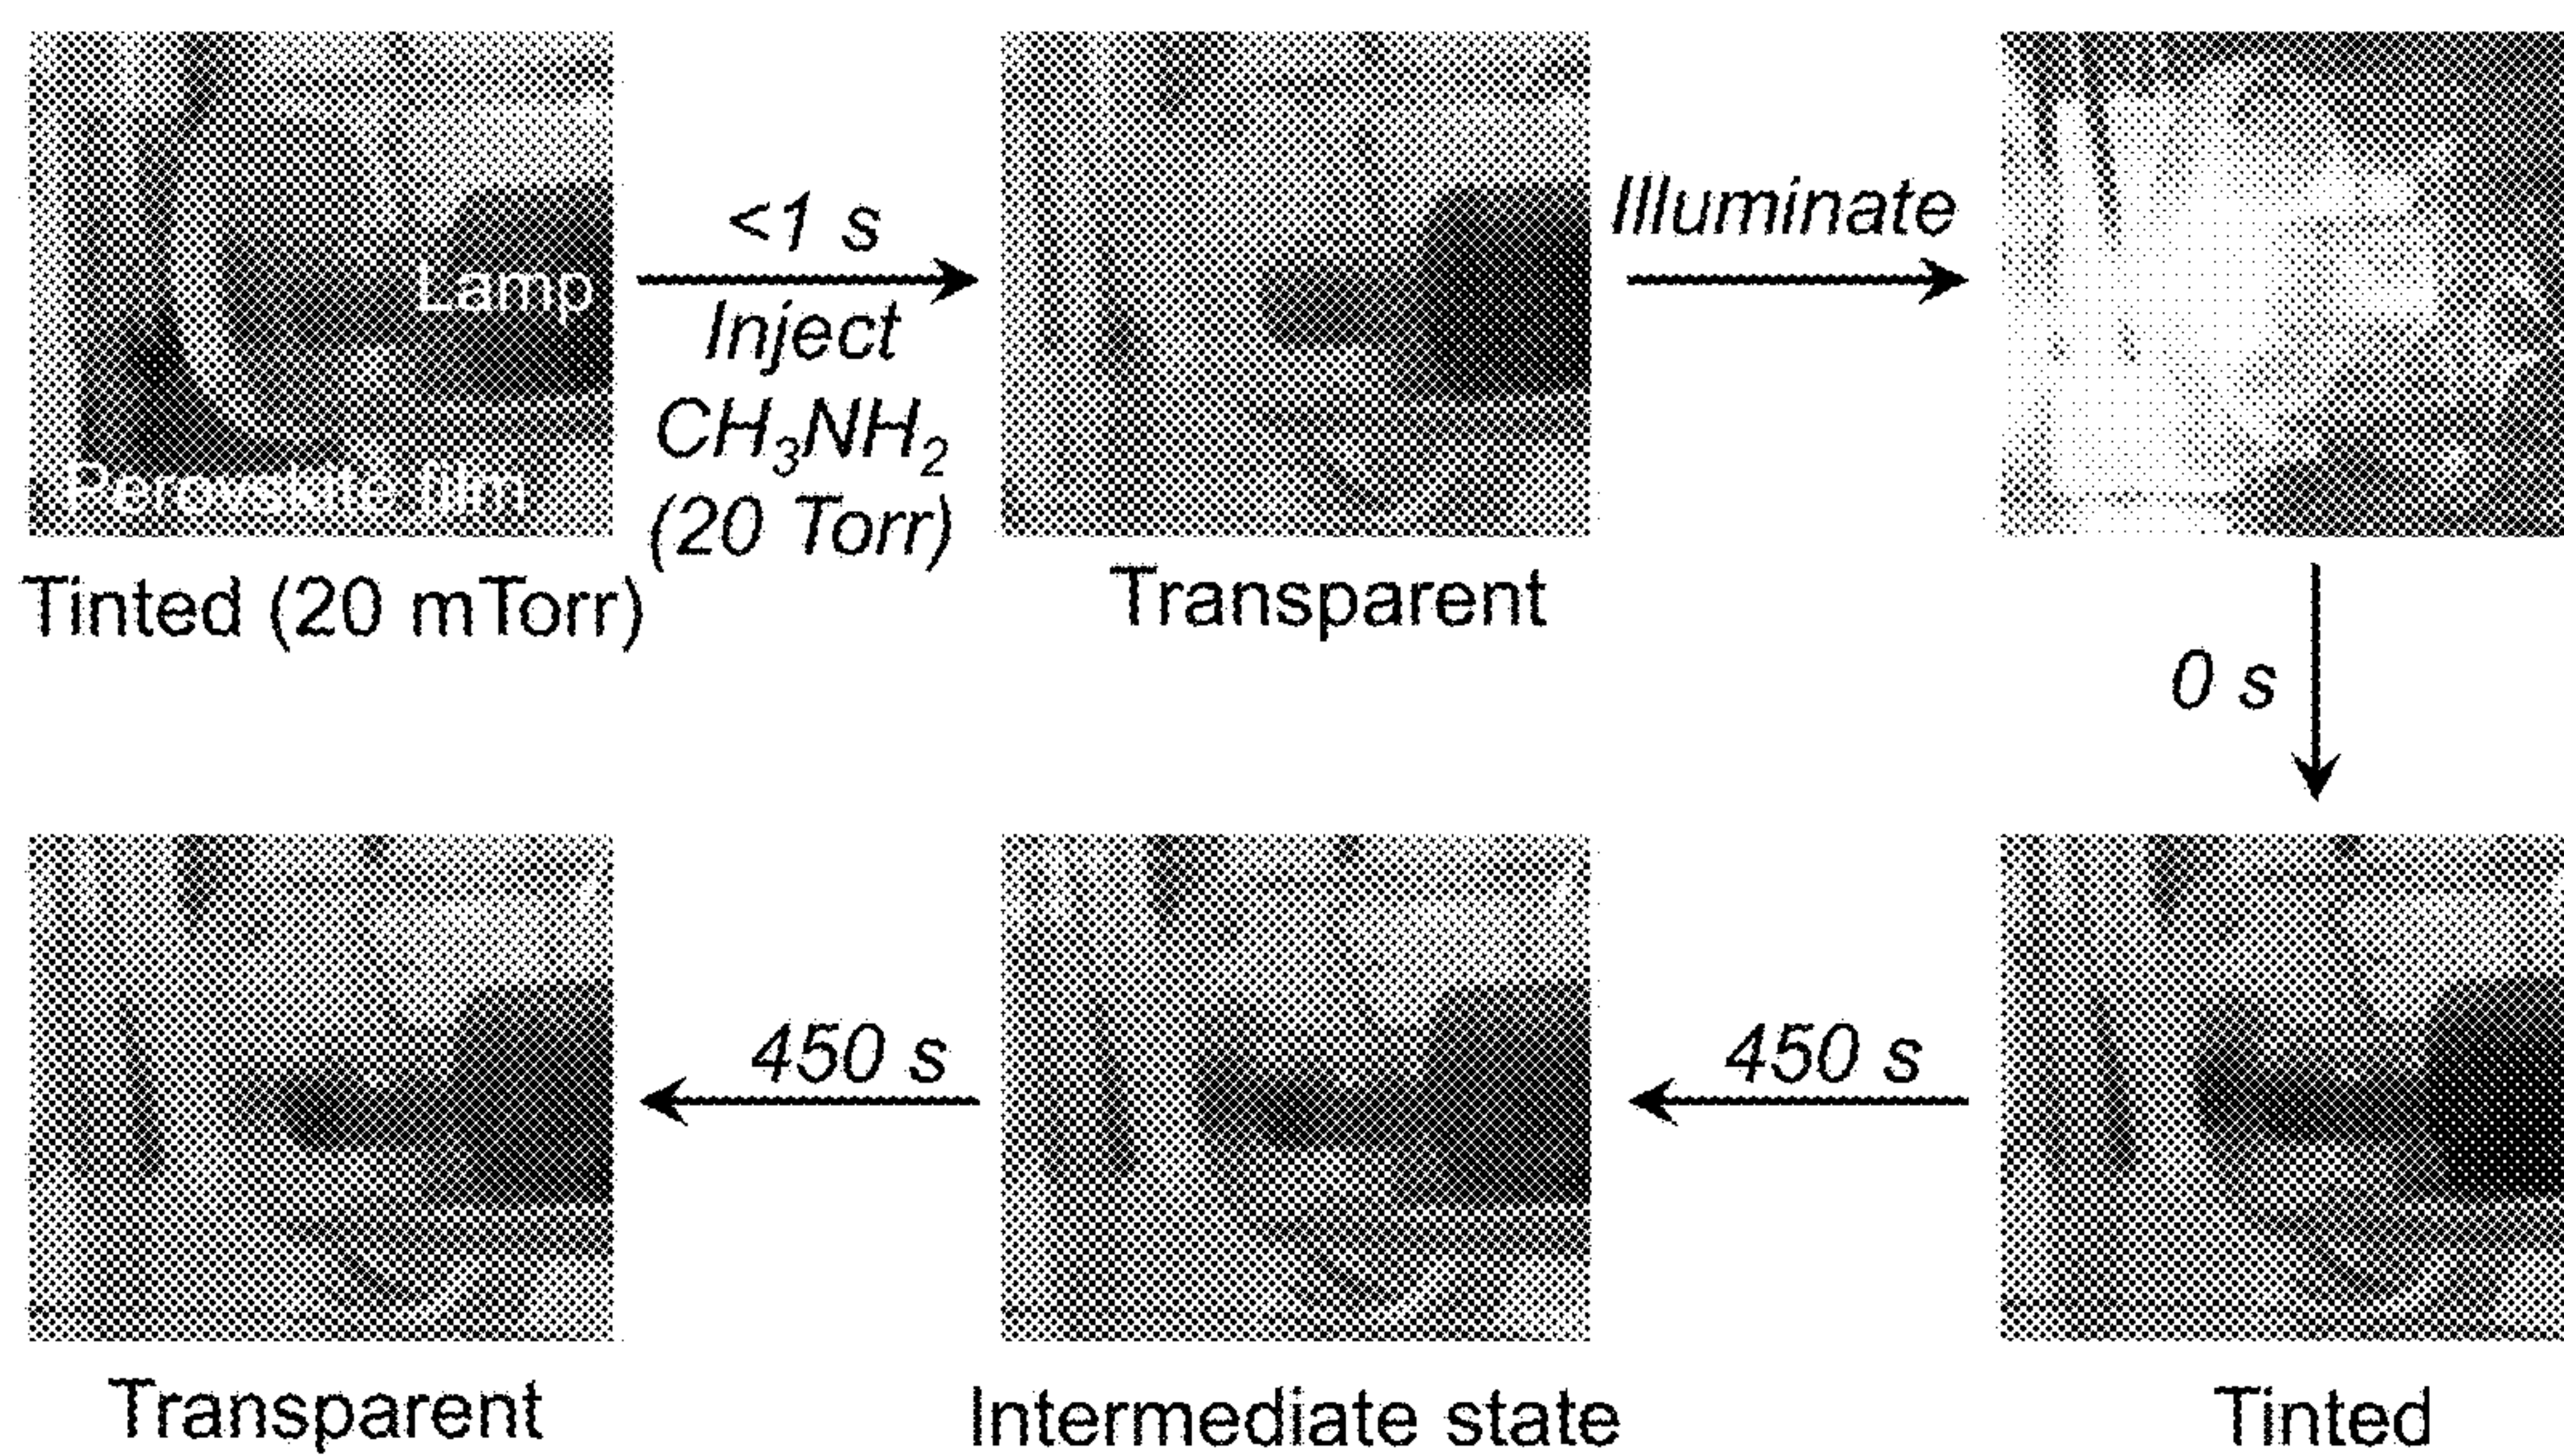 Lamp
Perovskite film
Tinted (20 mTorr)
<1 s
Inject
CH₃NH₂
(20 Torr)
Transparent
Illuminate
0 s
Tinted
450 s
Intermediate state
450 s
Transparent